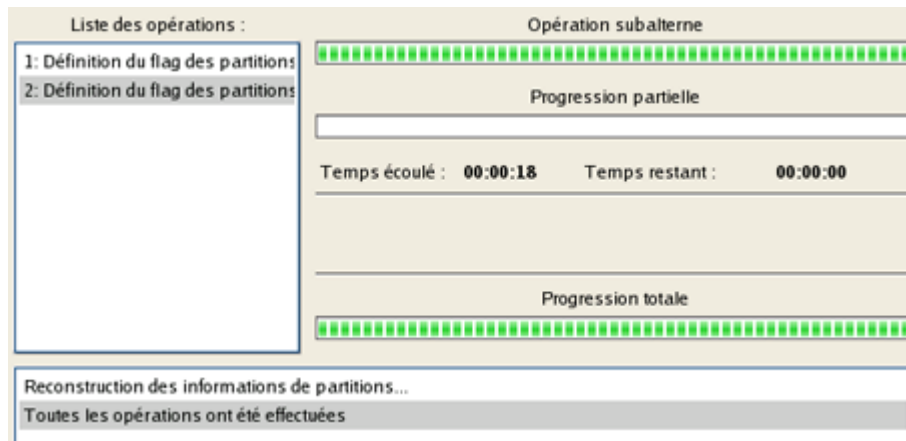 Liste des opérations :
1: Définition du flag des partitions
2: Définition du flag des partitions
Opération subalterne
Progression partielle
Temps écoulé : 00:00:18 Temps restant : 00:00:00
Progression totale
Reconstruction des informations de partitions...
Toutes les opérations ont été effectuées